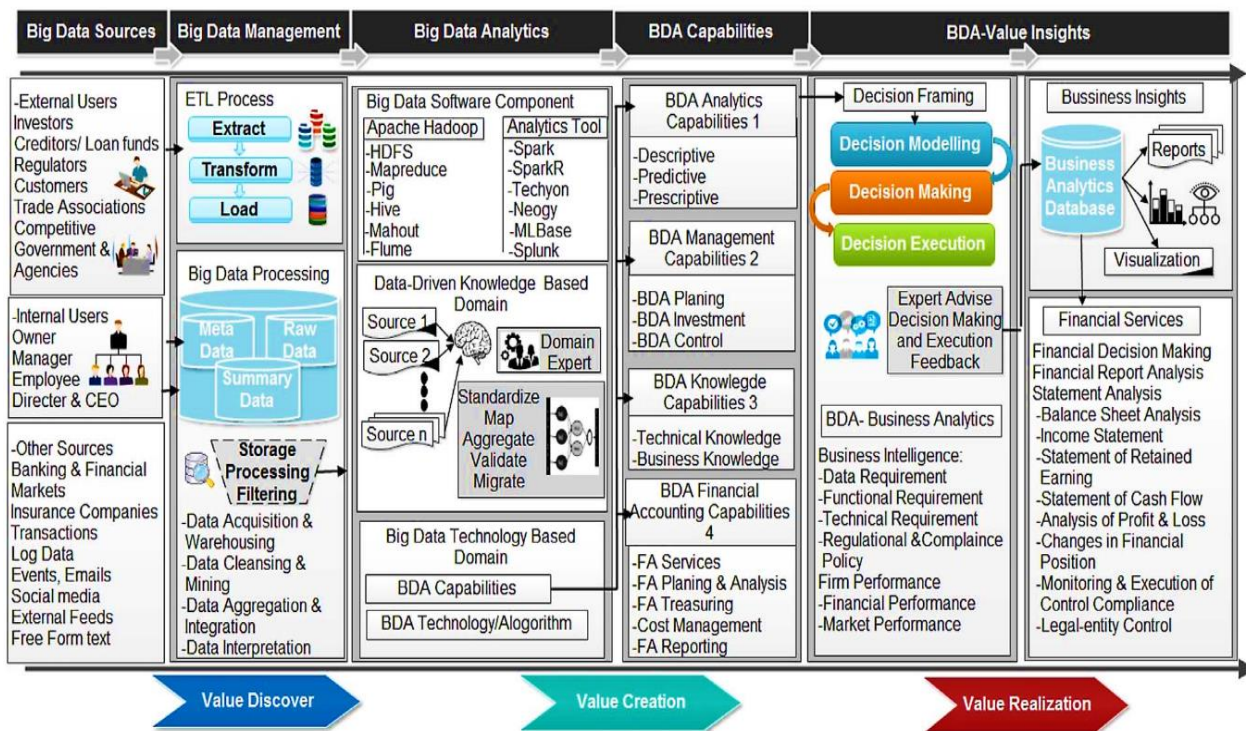 Big Data Sources
Big Data Management
Big Data Analytics
BDA Capabilities
BDA-Value Insights
-External Users
Investors
Creditors/ Loan funds
Regulators
Customers
Trade Associations
Competitive
Government &
Agencies
-Internal Users
Owner
Manager
Employee
Directer & CEO
-Other Sources
Banking & Financial
Markets
Insurance Companies
Transactions
Log Data
Events, Emails
Social media
External Feeds
Free Form text
ETL Process
Extract
Transform
Load
Big Data Processing
Meta
Data
Raw
Data
Summary
Data
Storage
Processing
Filtering
-Data Acquisition &
Warehousing
-Data Cleansing &
Mining
-Data Aggregation &
Integration
-Data Interpretation
Big Data Software Component
Apache Hadoop
-HDFS
-Mapreduce
-Pig
-Hive
-Mahout
-Flume
Analytics Tool
-Spark
-SparkR
-Techyon
-Neogy
-MLBase
-Splunk
Data-Driven Knowledge Based
Domain
Source 1
Source 2
Source n
Domain
Expert
Standardize
Map
Aggregate
Validate
Migrate
Big Data Technology Based
Domain
BDA Capabilities
BDA Technology/Alogorithm
BDA Analytics
Capabilities 1
-Descriptive
-Predictive
-Prescriptive
BDA Management
Capabilities 2
-BDA Planing
-BDA Investment
-BDA Control
BDA Knowlegde
Capabilities 3
-Technical Knowledge
-Business Knowledge
BDA Financial
Accounting Capabilities
4
-FA Services
-FA Planing & Analysis
-FA Treasuring
-Cost Management
-FA Reporting
Decision Framing
Decision Modelling
Decision Making
Decision Execution
Expert Advise
Decision Making
and Execution
Feedback
BDA- Business Analytics
Business Intelligence:
-Data Requirement
-Functional Requirement
-Technical Requirement
-Regulational &Complaince
Policy
Firm Performance
-Financial Performance
-Market Performance
Bussiness Insights
Business
Analytics
Database
Reports
Visualization
Financial Services
Financial Decision Making
Financial Report Analysis
Statement Analysis
-Balance Sheet Analysis
-Income Statement
-Statement of Retained
Earning
-Statement of Cash Flow
-Analysis of Profit & Loss
-Changes in Financial
Position
-Monitoring & Execution of
Control Compliance
-Legal-entity Control
Value Discover
Value Creation
Value Realization